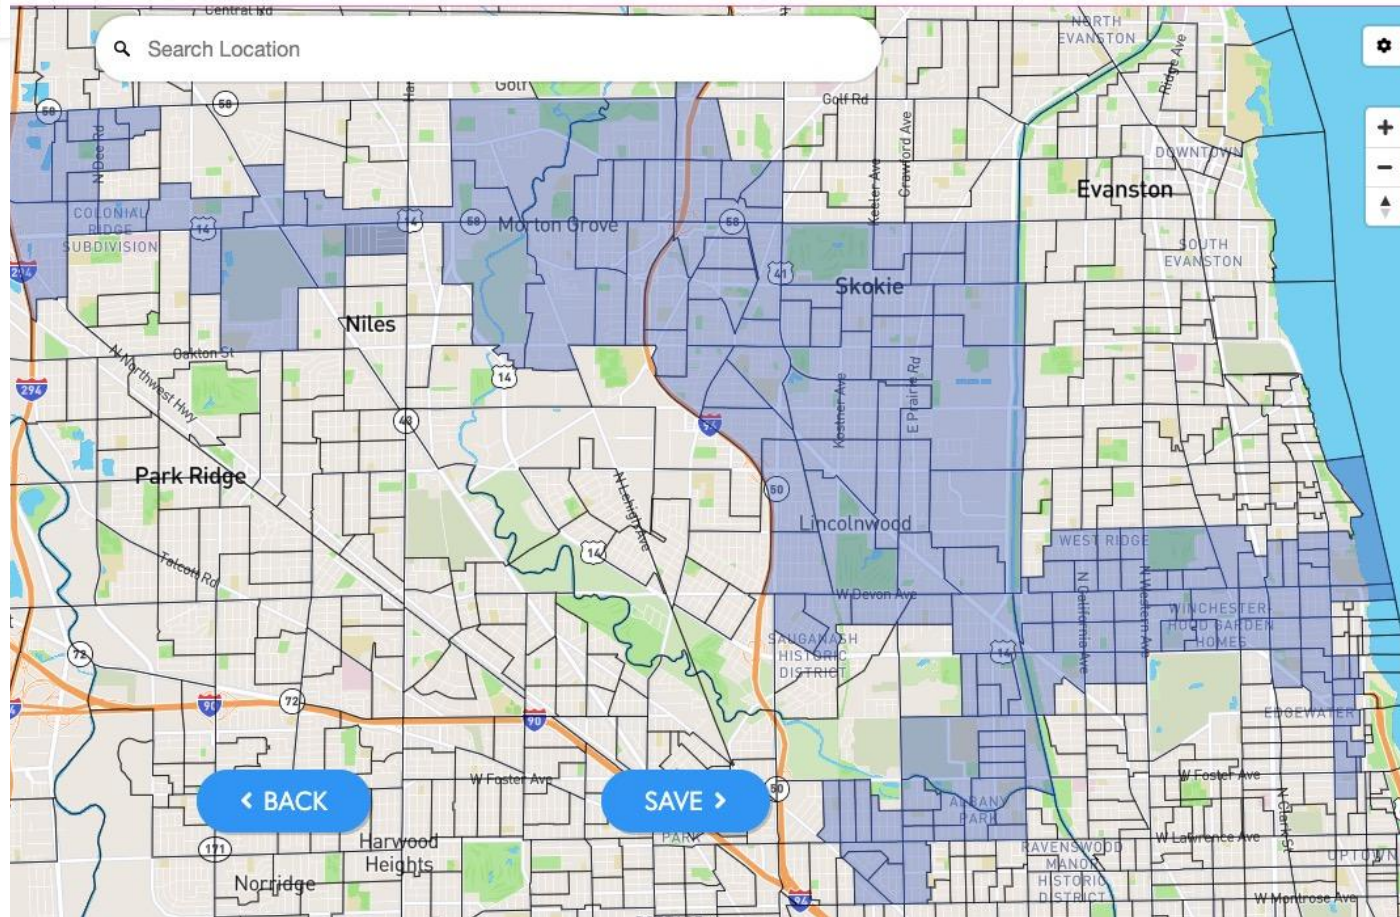 Central Rd
NORTH
EVANSTON
Search Location
Ridge Ave
58
58
Golf
Golf Rd
N Dee Rd
Crawford Ave
Keeler Ave
DOWNTOWN
Evanston
COLONIAL
RIDGE
SUBDIVISION
14
14
58
Morton Grove
58
SOUTH
EVANSTON
294
41
Skokie
Niles
Oakton St
14
294
N Northwest Hwy
Kostner Ave
E Prairie Rd
43
94
Park Ridge
50
N Lehigh Ave
Lincolnwood
WEST RIDGE
14
Talcott Rd
W Devon Ave
N California Ave
N Western Ave
WINCHESTER-
HOOD GARDEN
HOMES
SAUGANASH
HISTORIC
DISTRICT
14
72
72
90
90
EDGEWATER
W Foster Ave
W Foster Ave
< BACK
SAVE >
50
ALBANY
PARK
N Clark St
PARK
W Lawrence Ave
171
Harwood
Heights
RAVENSWOOD
MANOR
HISTORIC
DISTRICT
UPTOWN
Norridge
94
W Montrose Ave